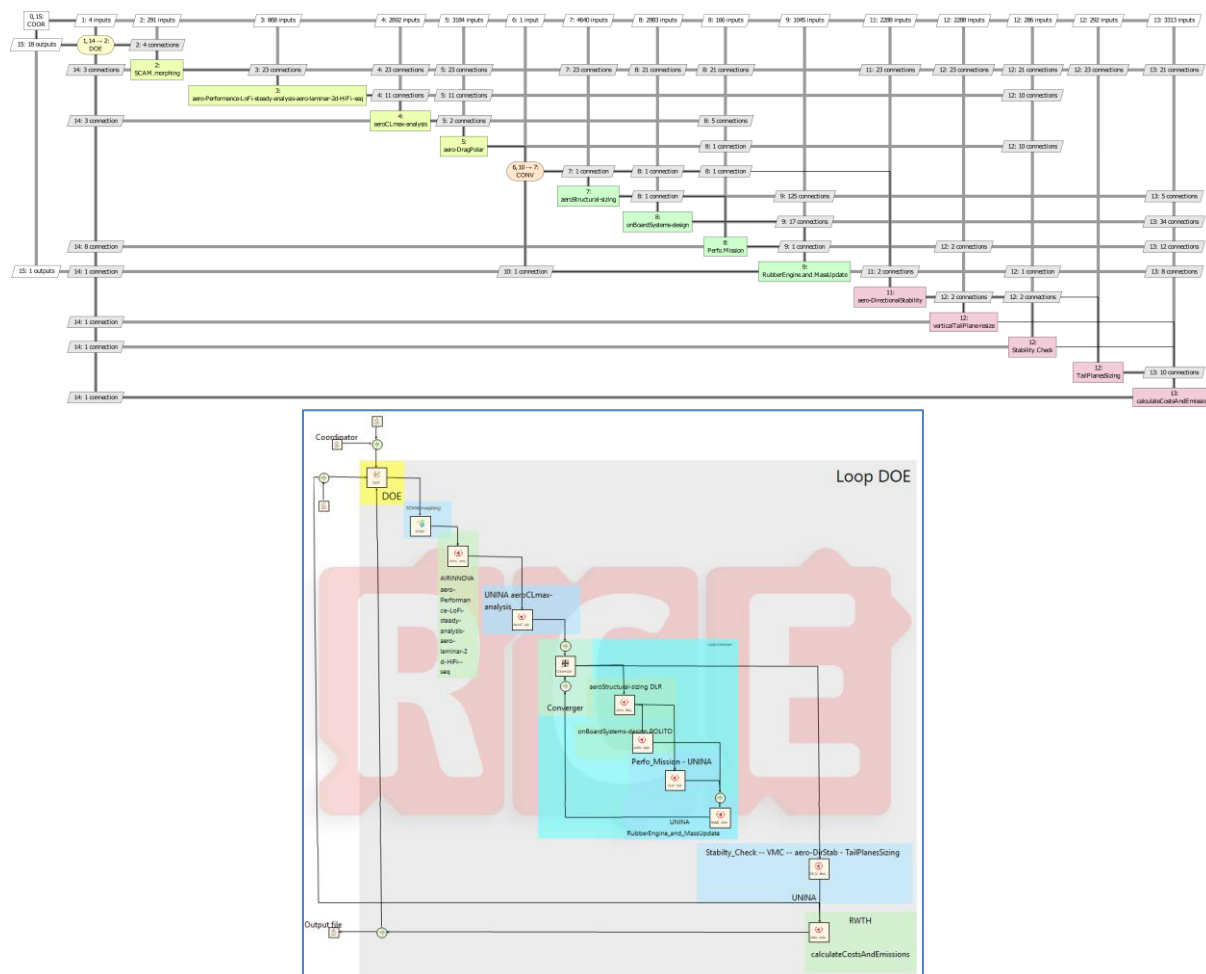 0, 15:
COOR
1: 4 inputs
2: 291 inputs
3: 868 inputs
4: 2692 inputs
5: 3184 inputs
6: 1 input
7: 4640 inputs
8: 2983 inputs
8: 166 inputs
9: 1045 inputs
11: 2288 inputs
12: 2288 inputs
12: 286 inputs
12: 292 inputs
13: 3313 inputs
15: 18 outputs
1, 14 → 2:
DOE
2: 4 connections
14: 3 connections
2:
SCAM.morphing
3: 23 connections
4: 23 connections
5: 23 connections
7: 23 connections
8: 21 connections
8: 21 connections
11: 23 connections
12: 23 connections
12: 21 connections
12: 23 connections
13: 21 connections
3:
aero-Performance-LoFi-steady-analysis-aero-laminar-2d-HiFi-seq
4: 11 connections
5: 11 connections
12: 10 connections
14: 3 connections
4:
aeroCLmax-analysis
5: 2 connections
8: 5 connections
5:
aero-DragPolar
8: 1 connection
12: 10 connections
6, 10 → 7:
CONV
7: 1 connection
8: 1 connection
8: 1 connection
7:
aeroStructural-sizing
8: 1 connection
9: 125 connections
13: 5 connections
8:
onBoardSystems-design
9: 17 connections
13: 34 connections
14: 8 connections
8:
Perfo.Mission
9: 1 connection
12: 2 connections
13: 12 connections
15: 1 outputs
14: 1 connection
10: 1 connection
9:
RubberEngine.and.MassUpdate
11: 2 connections
12: 1 connection
13: 8 connections
11:
aero-DirectionalStability
12: 2 connections
12: 2 connections
14: 1 connection
12:
verticalTailPlane-resize
14: 1 connection
12:
Stability_Check
12:
TailPlanesSizing
13: 10 connections
14: 1 connection
13:
calculateCostsAndEmissio
Coordinator
Loop DOE
DOE
SCAM.morphing
AIRINNOVA
aero-
Performan
ce-LoFi-
steady-
analysis-
aero-
laminar-2
d-HiFi--
seq
UNINA aeroCLmax-
analysis
Converger
aeroStructural-sizing DLR
onBoardSystems-design POLITO
Perfo_Mission - UNINA
UNINA
RubberEngine_and_MassUpdate
RCE
Stabilty_Check -- VMC -- aero-DirStab - TailPlanesSizing
UNINA
Output file
RWTH
calculateCostsAndEmissions